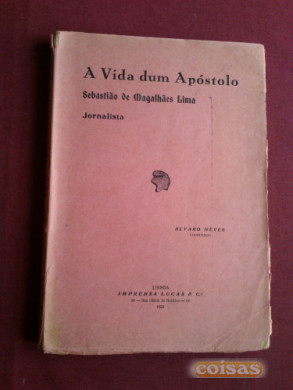 A Vida dum Apóstolo
Sebastião de Magalhães Lima
Jornalista
ALVARO NEVES
LISBOA
IMPRENSA LUCAS & C.ª
coisas